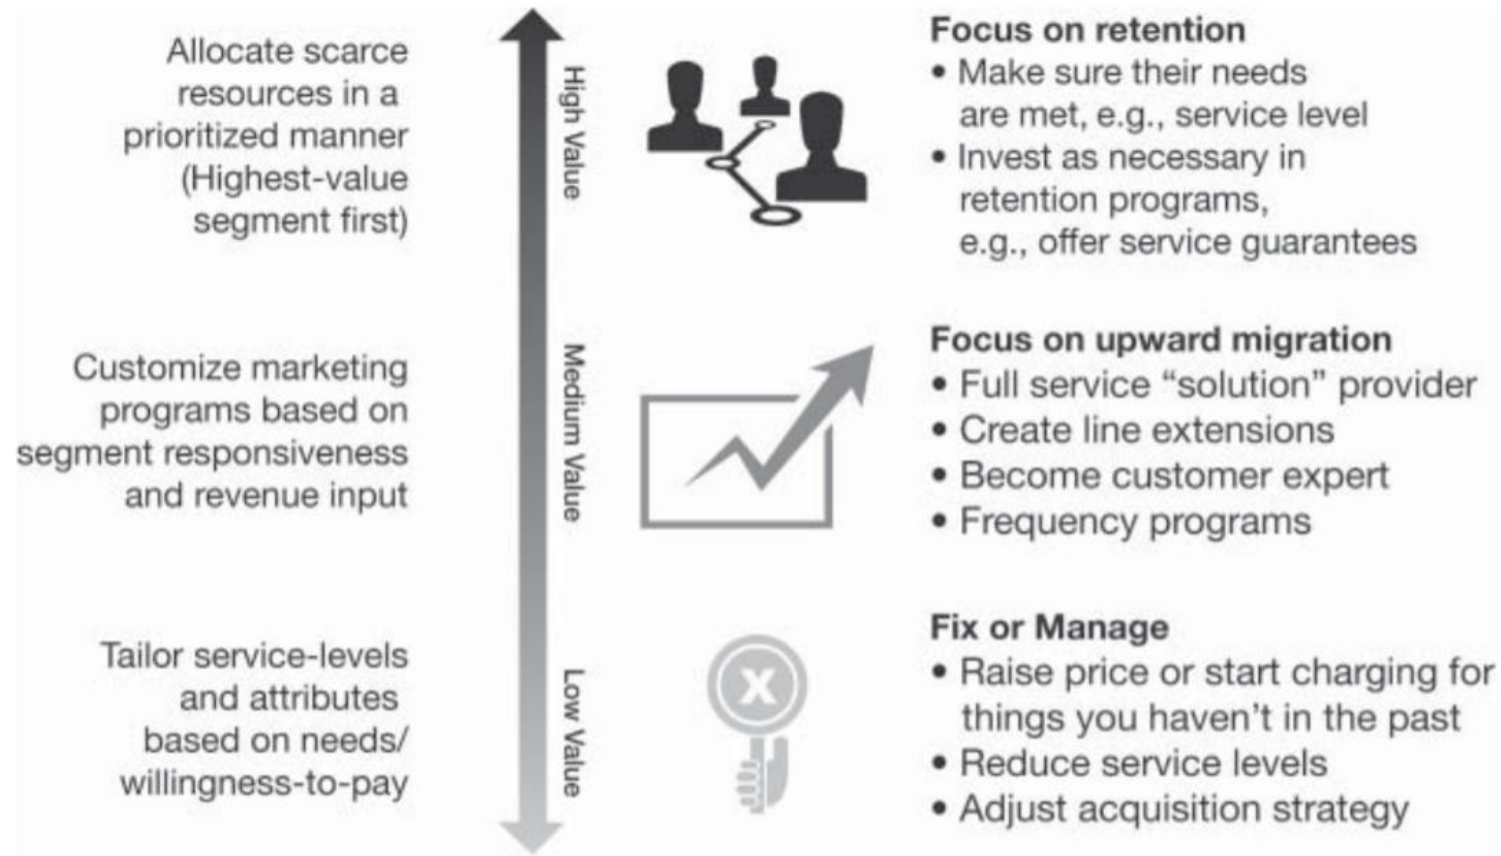 Allocate scarce
resources in a
prioritized manner
(Highest-value
segment first)
High Value
Focus on retention
• Make sure their needs
are met, e.g., service level
• Invest as necessary in
retention programs,
e.g., offer service guarantees
Customize marketing
programs based on
segment responsiveness
and revenue input
Medium Value
Focus on upward migration
• Full service “solution” provider
• Create line extensions
• Become customer expert
• Frequency programs
Tailor service-levels
and attributes
based on needs/
willingness-to-pay
Low Value
X
Fix or Manage
• Raise price or start charging for
things you haven’t in the past
• Reduce service levels
• Adjust acquisition strategy